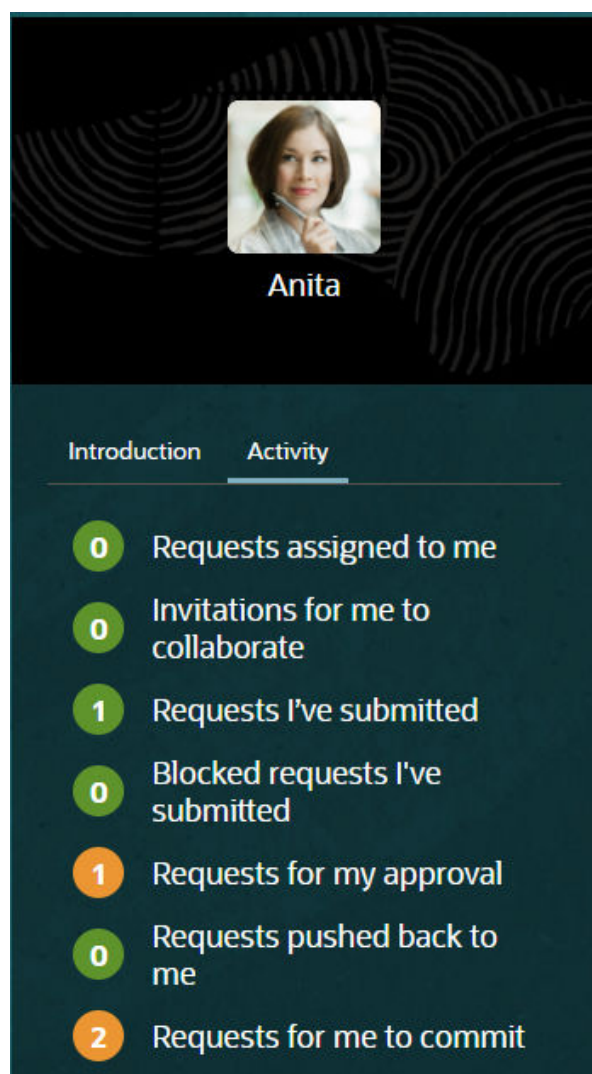 Anita
Introduction Activity
0 Requests assigned to me
0 Invitations for me to
collaborate
1 Requests I’ve submitted
0 Blocked requests I've
submitted
1 Requests for my approval
0 Requests pushed back to
me
2 Requests for me to commit